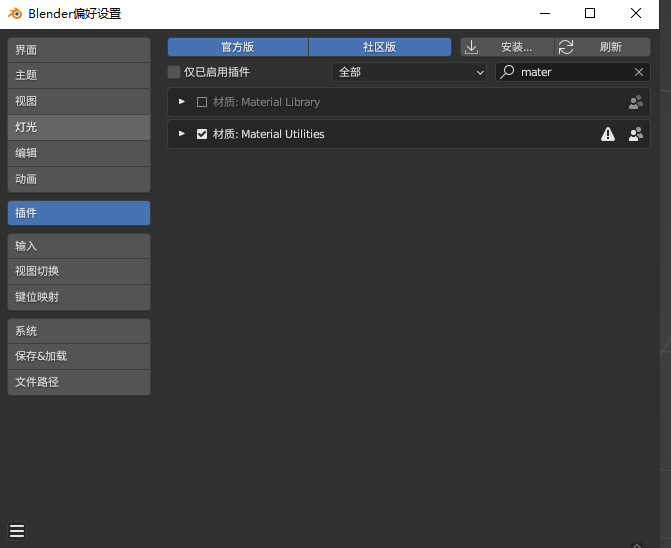 Blender偏好设置
界面
主题
视图
灯光
编辑
动画
插件
输入
视图切换
键位映射
系统
保存&加载
文件路径
官方版 社区版 安装... 刷新
仅已启用插件 全部 mater
材质: Material Library
材质: Material Utilities